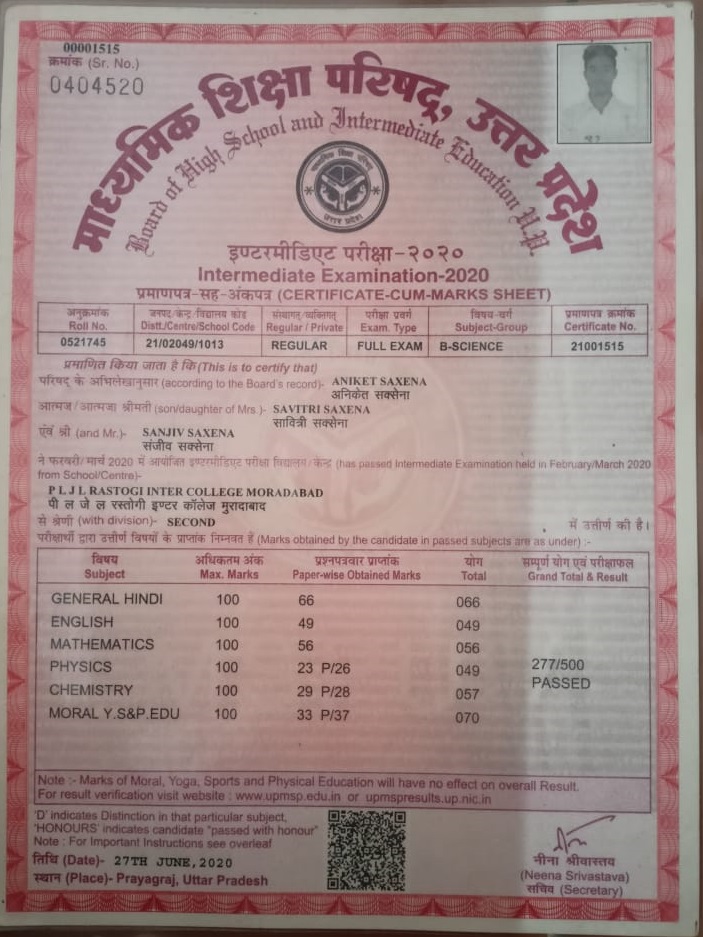 00001515
क्रमांक (Sr. No.)
0404520
माध्यमिक शिक्षा परिषद्, उत्तर प्रदेश
Board of High School and Intermediate Education U.P.
माध्यमिक शिक्षा परिषद्
उत्तर प्रदेश
इण्टरमीडिएट परीक्षा-२०२०
Intermediate Examination-2020
प्रमाणपत्र-सह-अंकपत्र (CERTIFICATE-CUM-MARKS SHEET)
अनुक्रमांक जनपद/केन्द्र/विद्यालय कोड संस्थागत/व्यक्तिगत परीक्षा प्रवर्ग विषय-वर्ग प्रमाणपत्र क्रमांक
Roll No. Distt./Centre/School Code Regular / Private Exam. Type Subject-Group Certificate No.
0521745 21/02049/1013 REGULAR FULL EXAM B-SCIENCE 21001515
प्रमाणित किया जाता है कि (This is to certify that)
परिषद् के अभिलेखानुसार (according to the Board's record)- ANIKET SAXENA
अनिकेत सक्सेना
आत्मज/आत्मजा श्रीमती (son/daughter of Mrs.)- SAVITRI SAXENA
सावित्री सक्सेना
एवं श्री (and Mr.)- SANJIV SAXENA
संजीव सक्सेना
ने फरवरी/मार्च 2020 में आयोजित इण्टरमीडिएट परीक्षा विद्यालय/केन्द्र (has passed Intermediate Examination held in February/March 2020
from School/Centre)-
P L J L RASTOGI INTER COLLEGE MORADABAD
पी ल जे ल रस्तोगी इण्टर कॉलेज मुरादाबाद
से श्रेणी (with division)- SECOND में उत्तीर्ण की है।
परीक्षार्थी द्वारा उत्तीर्ण विषयों के प्राप्तांक निम्नवत हैं (Marks obtained by the candidate in passed subjects are as under) :-
विषय अधिकतम अंक प्रश्नपत्रवार प्राप्तांक योग सम्पूर्ण योग एवं परीक्षाफल
Subject Max. Marks Paper-wise Obtained Marks Total Grand Total & Result
GENERAL HINDI 100 66 066
ENGLISH 100 49 049
MATHEMATICS 100 56 056
PHYSICS 100 23 P/26 049 277/500
CHEMISTRY 100 29 P/28 057 PASSED
MORAL Y.S&P.EDU 100 33 P/37 070
Note :- Marks of Moral, Yoga, Sports and Physical Education will have no effect on overall Result.
For result verification visit website : www.upmsp.edu.in or upmspresults.up.nic.in
'D' indicates Distinction in that particular subject,
'HONOURS' indicates candidate "passed with honour"
Note : For Important Instructions see overleaf
तिथि (Date)- 27TH JUNE,2020
स्थान (Place)- Prayagraj, Uttar Pradesh
नीना श्रीवास्तव
(Neena Srivastava)
सचिव (Secretary)